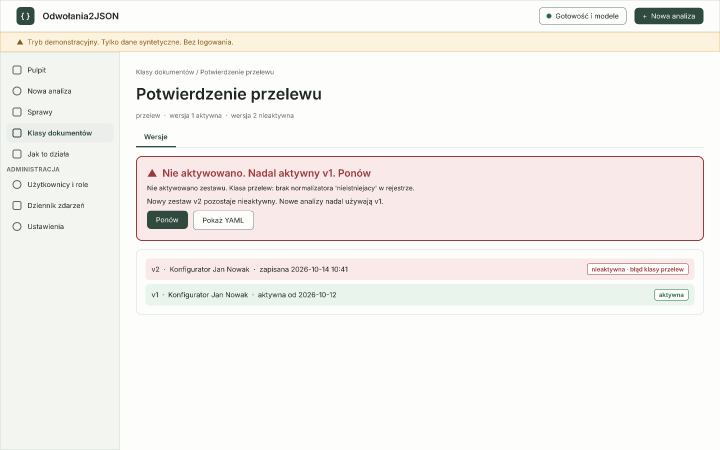 { } Odwołania2JSON
Gotowość i modele
+ Nowa analiza
Tryb demonstracyjny. Tylko dane syntetyczne. Bez logowania.
Pulpit
Nowa analiza
Sprawy
Klasy dokumentów
Jak to działa
ADMINISTRACJA
Użytkownicy i role
Dziennik zdarzeń
Ustawienia
Klasy dokumentów / Potwierdzenie przelewu
Potwierdzenie przelewu
przelew · wersja 1 aktywna · wersja 2 nieaktywna
Wersje
Nie aktywowano. Nadal aktywny v1. Ponów
Nie aktywowano zestawu. Klasa przelew: brak normalizatora 'nieistniejacy' w rejestrze.
Nowy zestaw v2 pozostaje nieaktywny. Nowe analizy nadal używają v1.
Ponów
Pokaż YAML
v2 · Konfigurator Jan Nowak · zapisana 2026-10-14 10:41
nieaktywna · błąd klasy przelew
v1 · Konfigurator Jan Nowak · aktywna od 2026-10-12
aktywna